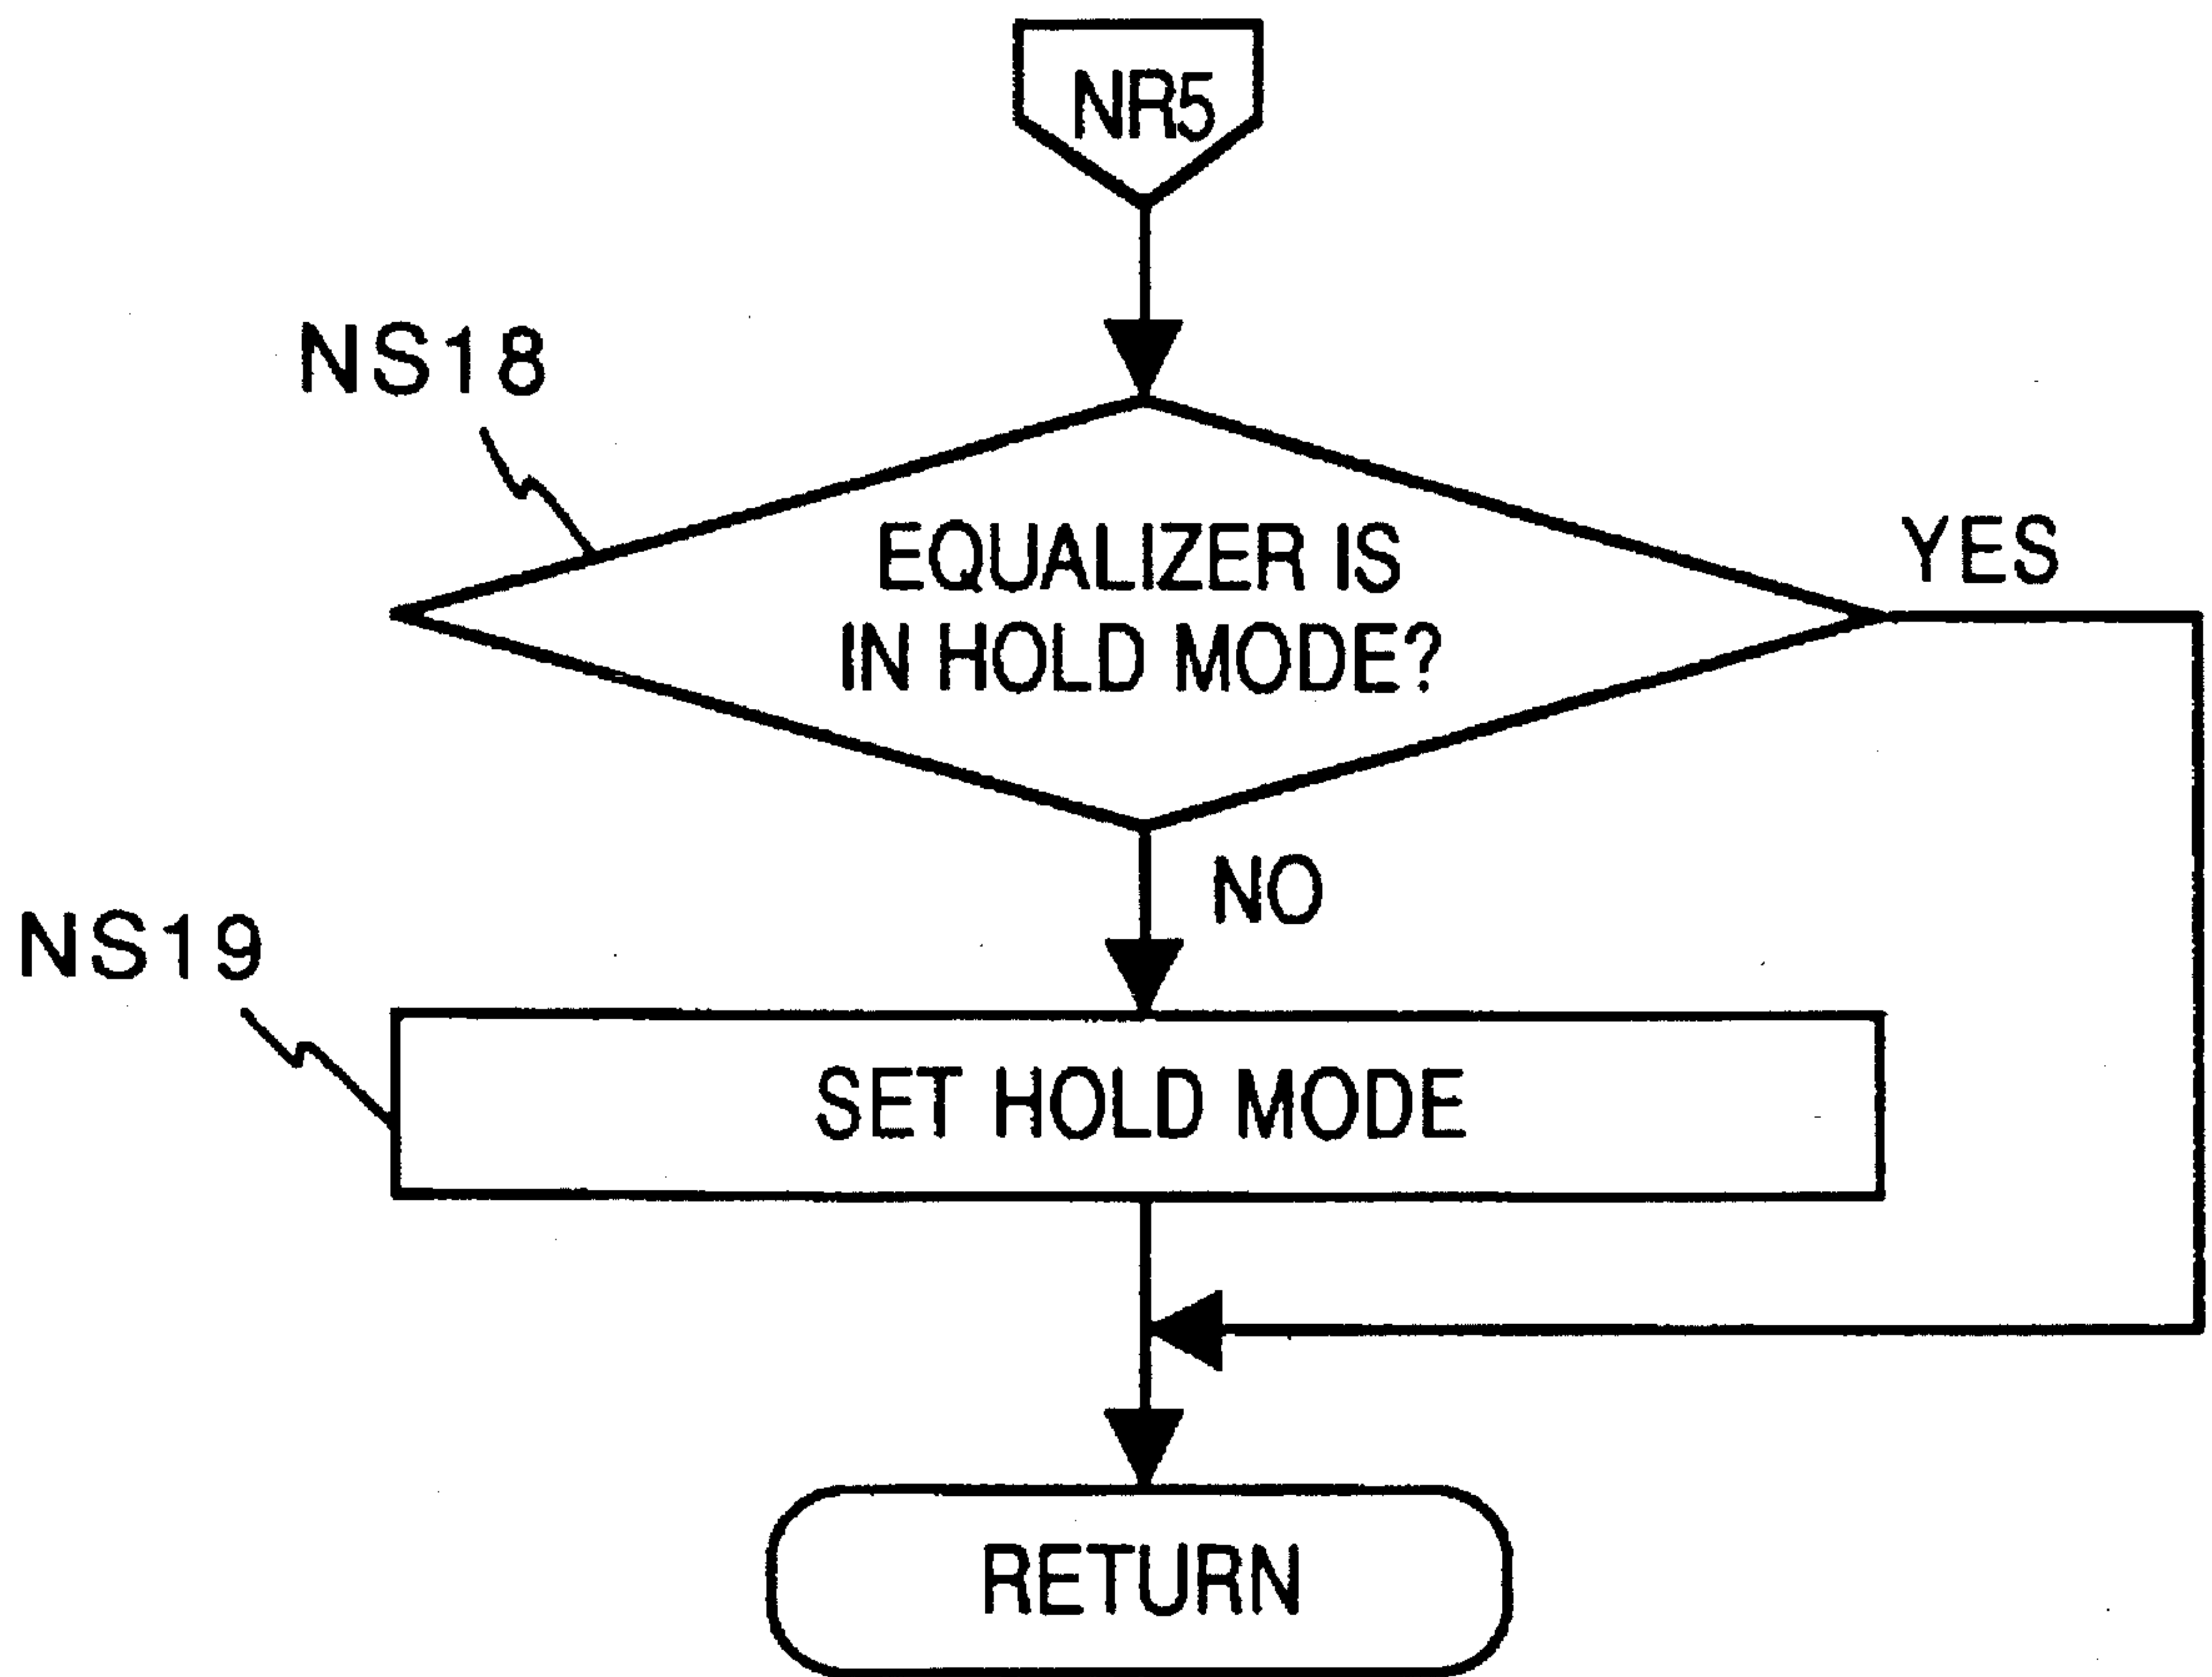 NR5
NS18
EQUALIZER IS
IN HOLD MODE?
YES
NO
NS19
SET HOLD MODE
RETURN